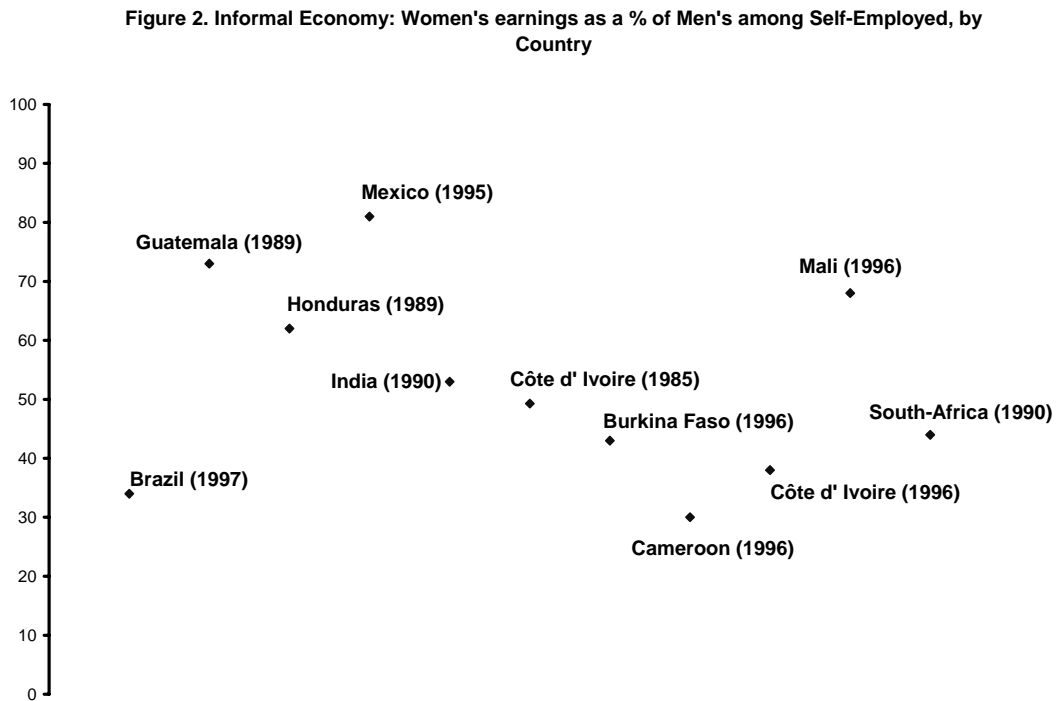 Figure 2. Informal Economy: Women's earnings as a % of Men's among Self-Employed, by
Country
100
90
Mexico (1995)
80
Guatemala (1989)
Mali (1996)
70
Honduras (1989)
60
India (1990)
Côte d' Ivoire (1985)
50
South-Africa (1990)
Burkina Faso (1996)
40
Brazil (1997)
Côte d' Ivoire (1996)
30
Cameroon (1996)
20
10
0